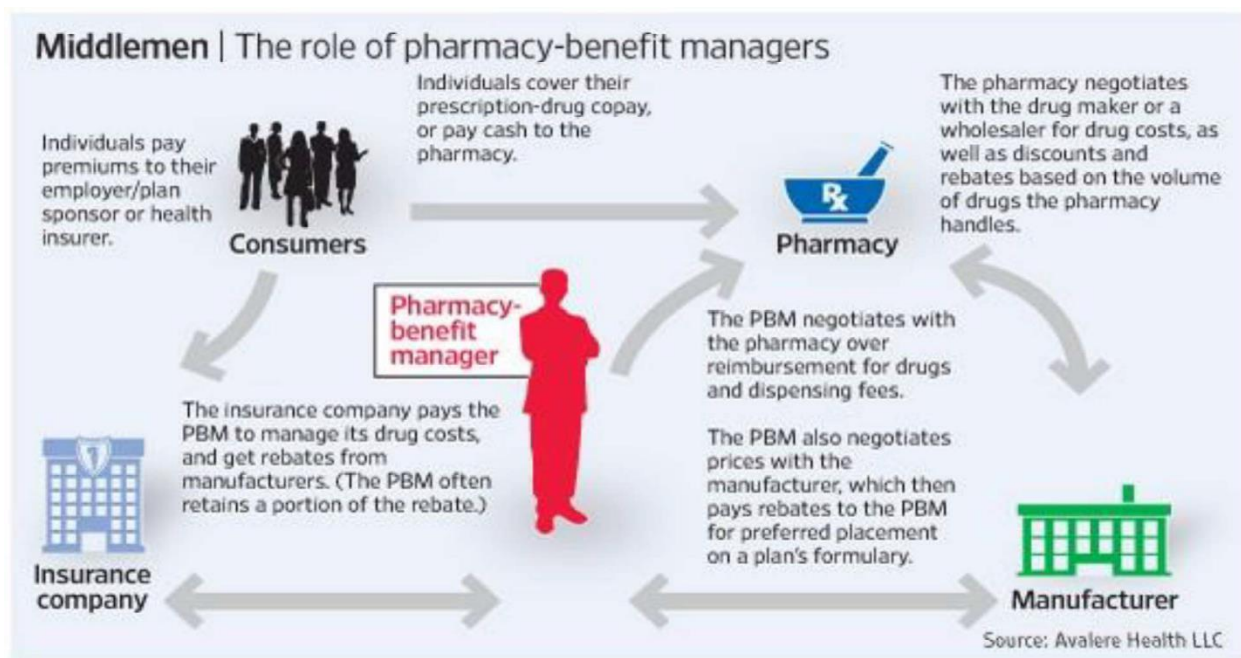 Middlemen | The role of pharmacy-benefit managers
Individuals pay
premiums to their
employer/plan
sponsor or health
insurer.
Consumers
Individuals cover their
prescription-drug copay,
or pay cash to the
pharmacy.
Rx
Pharmacy
The pharmacy negotiates
with the drug maker or a
wholesaler for drug costs, as
well as discounts and
rebates based on the volume
of drugs the pharmacy
handles.
Pharmacy-
benefit
manager
The PBM negotiates with
the pharmacy over
reimbursement for drugs
and dispensing fees.
The insurance company pays the
PBM to manage its drug costs,
and get rebates from
manufacturers. (The PBM often
retains a portion of the rebate.)
The PBM also negotiates
prices with the
manufacturer, which then
pays rebates to the PBM
for preferred placement
on a plan's formulary.
Insurance
company
Manufacturer
Source: Avalere Health LLC